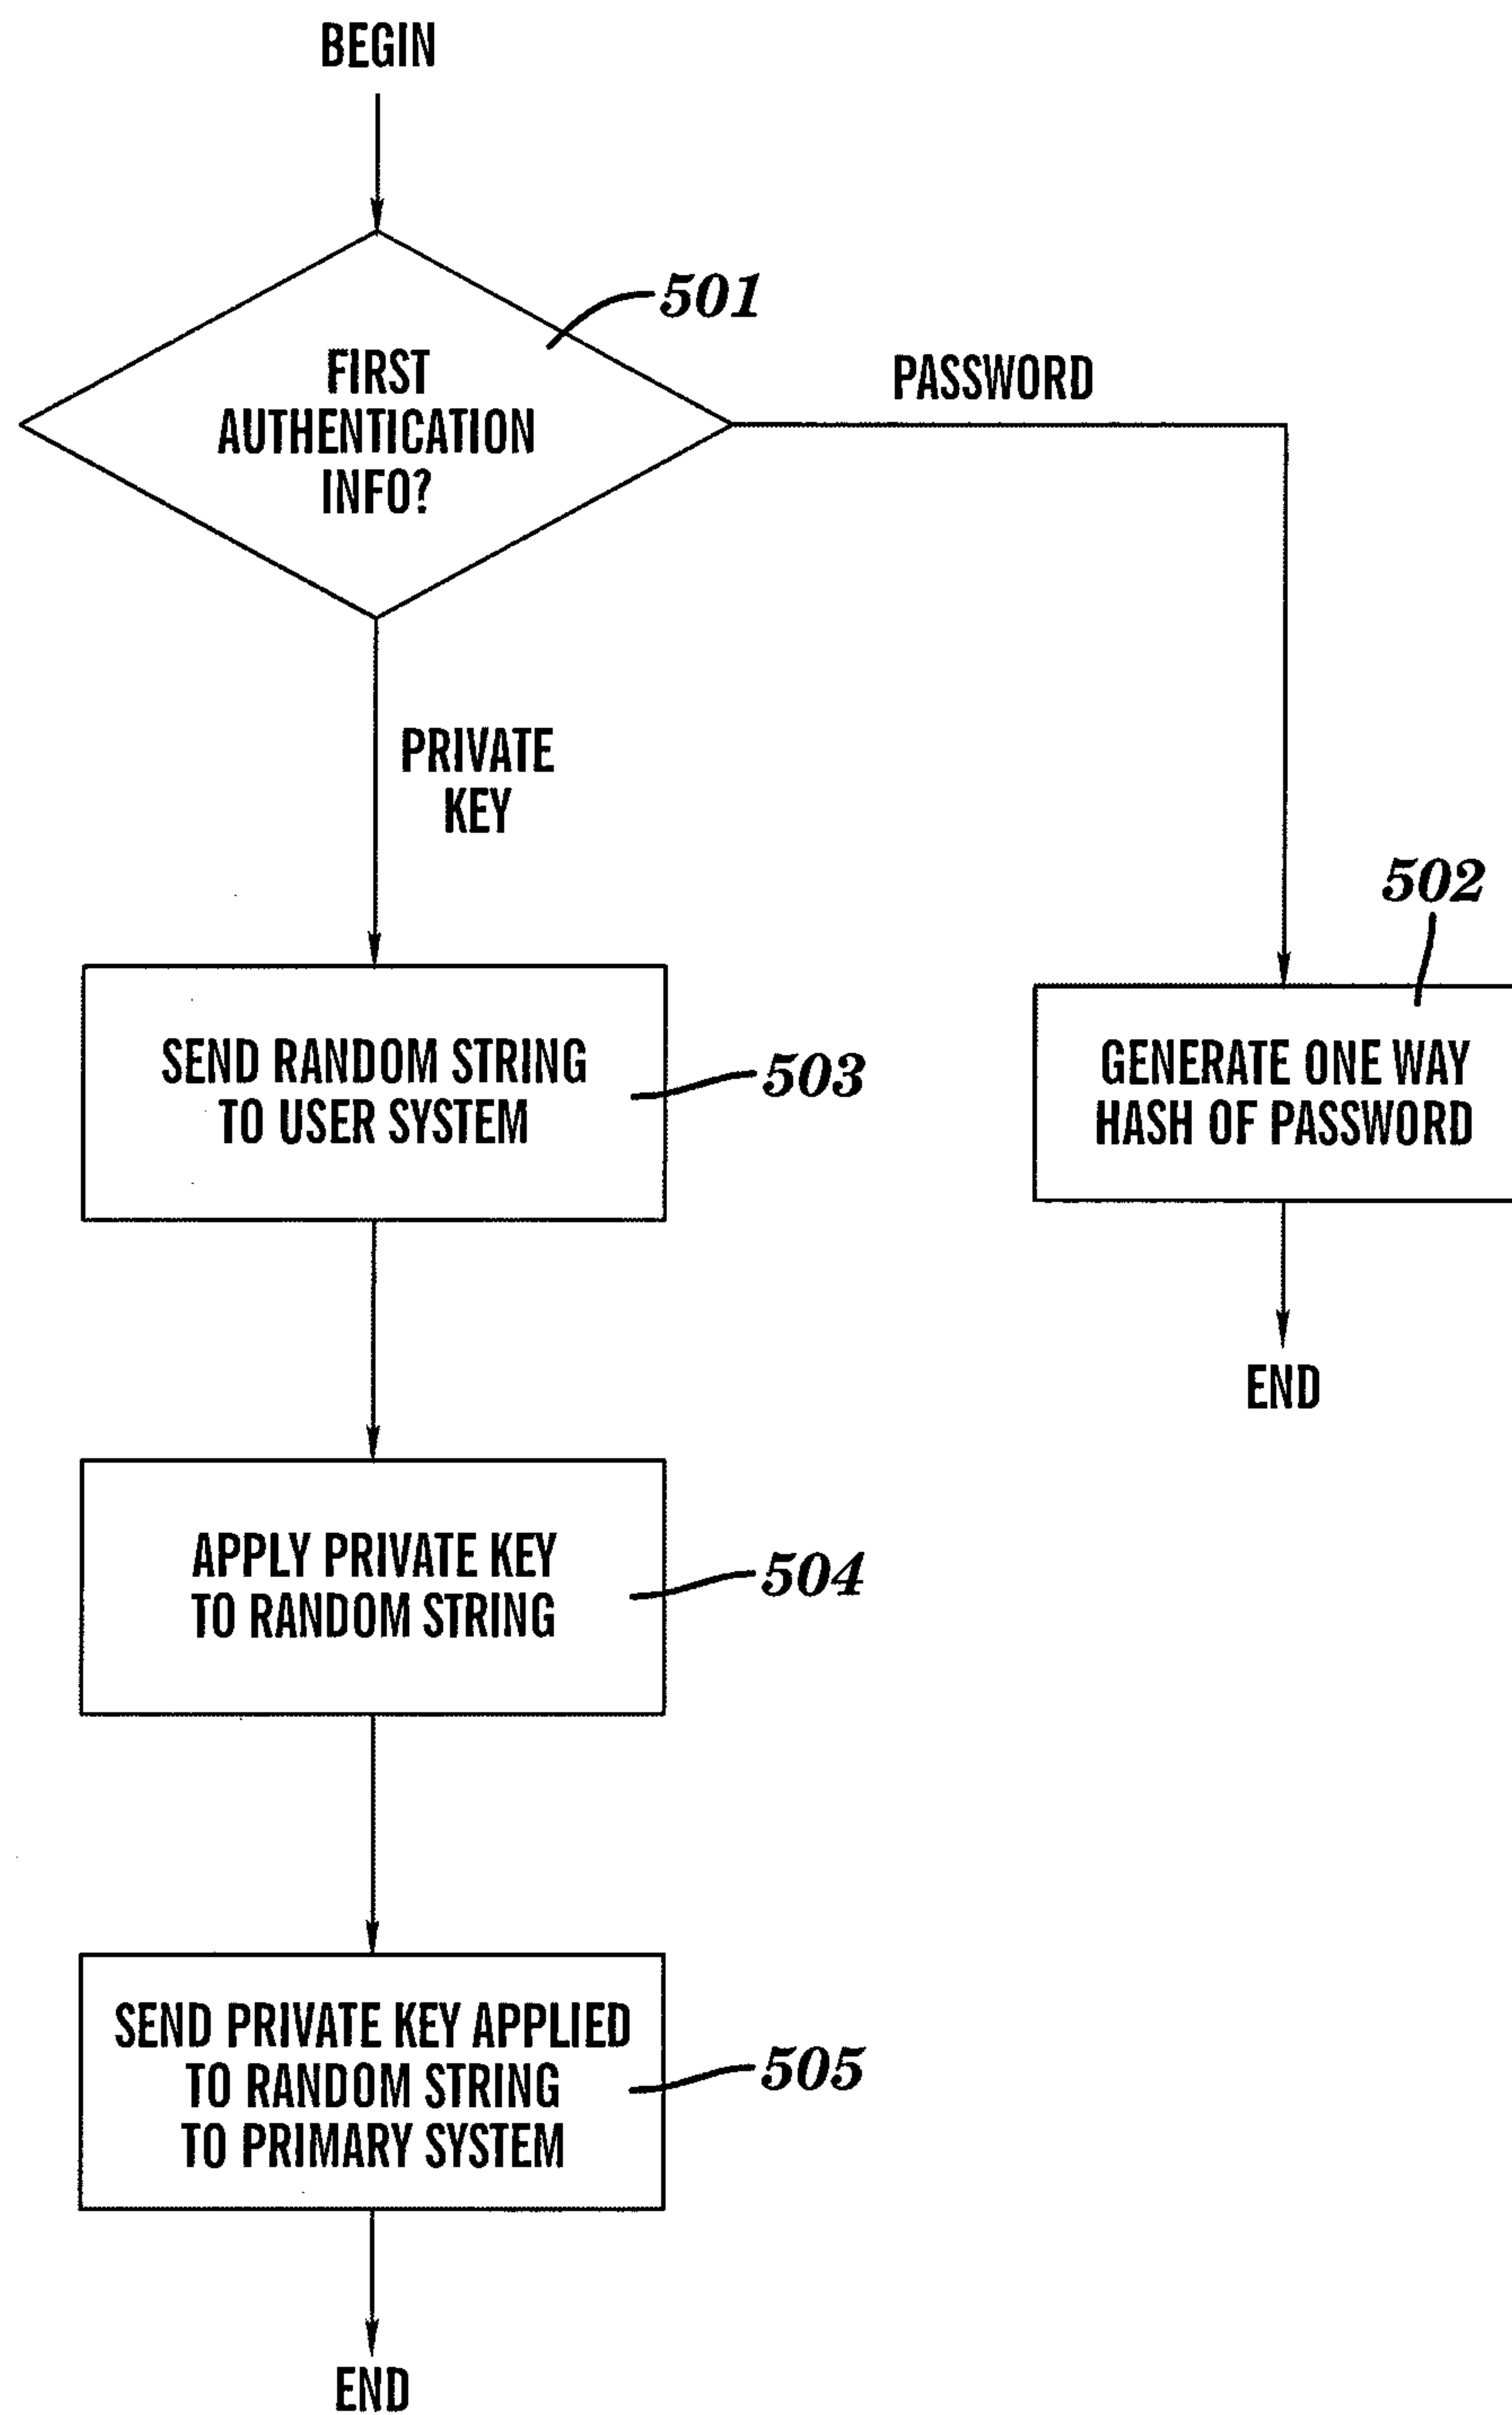 BEGIN
501
FIRST
AUTHENTICATION
INFO?
PASSWORD
PRIVATE
KEY
502
SEND RANDOM STRING
TO USER SYSTEM
503
GENERATE ONE WAY
HASH OF PASSWORD
END
APPLY PRIVATE KEY
TO RANDOM STRING
504
SEND PRIVATE KEY APPLIED
TO RANDOM STRING
TO PRIMARY SYSTEM
505
END